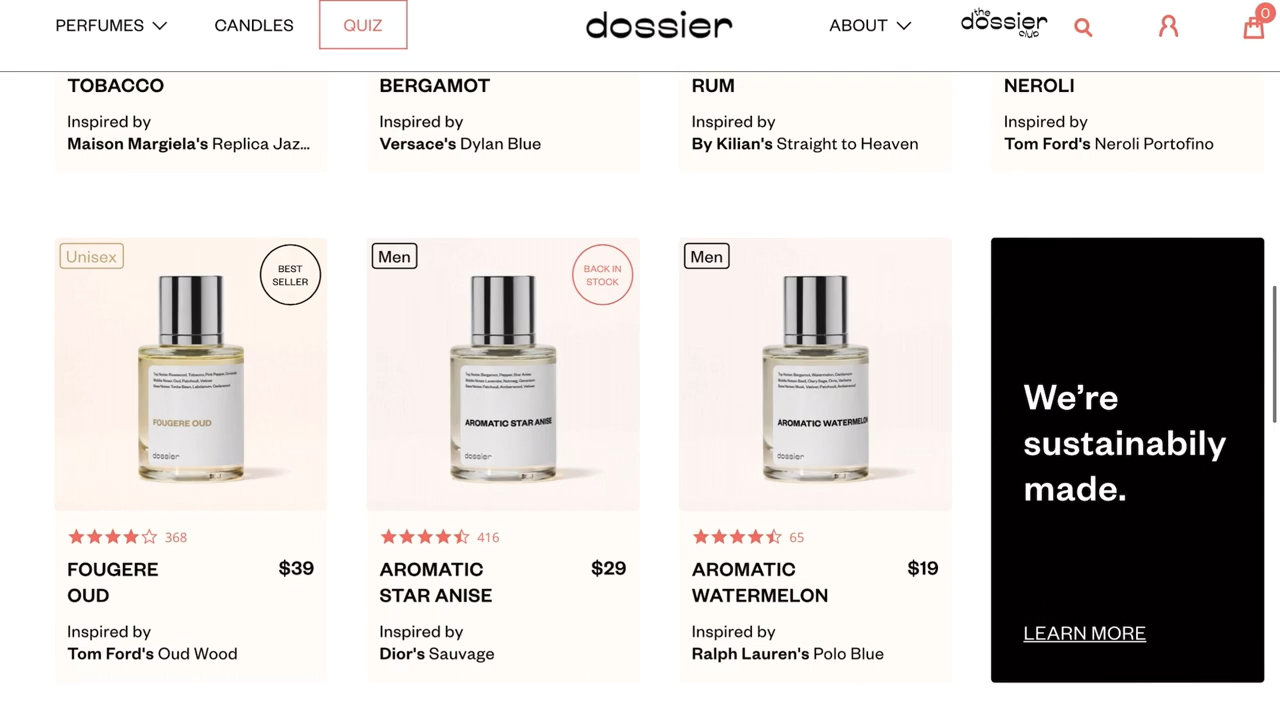 PERFUMES
CANDLES
QUIZ
dossier
ABOUT
the
dossier
club
0
TOBACCO
Inspired by
Maison Margiela's Replica Jaz...
BERGAMOT
Inspired by
Versace's Dylan Blue
RUM
Inspired by
By Kilian's Straight to Heaven
NEROLI
Inspired by
Tom Ford's Neroli Portofino
Unisex
BEST
SELLER
FOUGERE OUD
dossier
368
FOUGERE
OUD
$39
Inspired by
Tom Ford's Oud Wood
Men
BACK IN
STOCK
AROMATIC STAR ANISE
dossier
416
AROMATIC
STAR ANISE
$29
Inspired by
Dior's Sauvage
Men
AROMATIC WATERMELON
dossier
65
AROMATIC
WATERMELON
$19
Inspired by
Ralph Lauren's Polo Blue
We're
sustainabily
made.
LEARN MORE